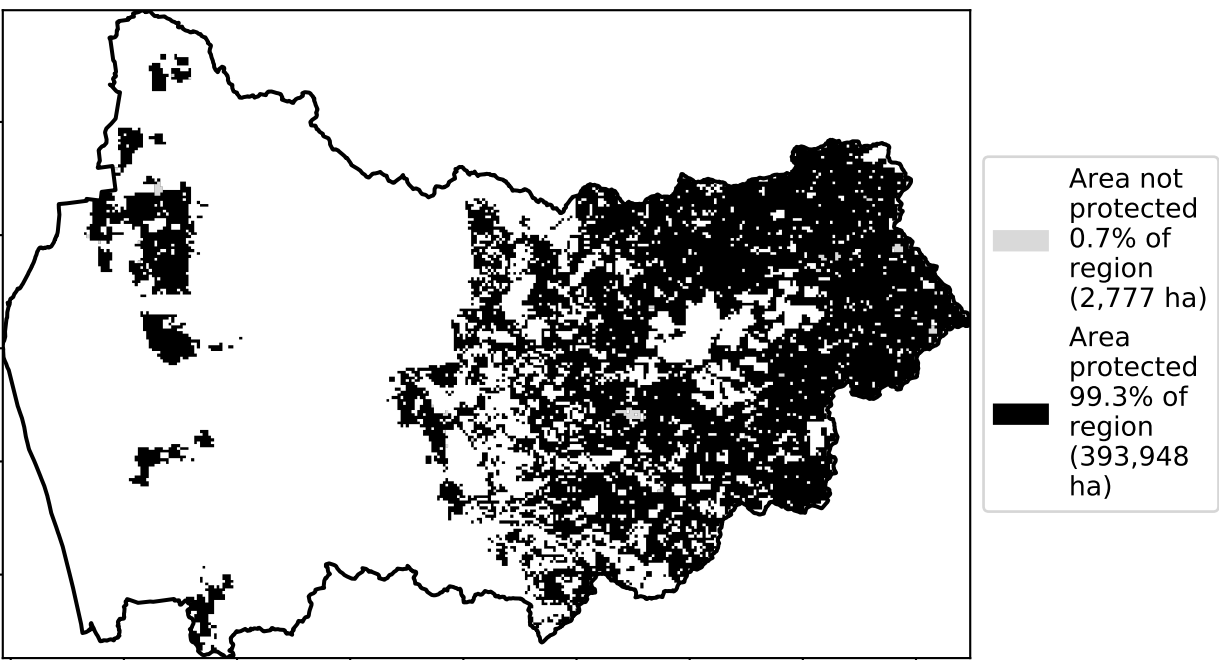 Area not
protected
0.7% of
region
(2,777 ha)
Area
protected
99.3% of
region
(393,948
ha)